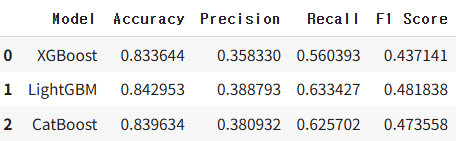 Model Accuracy Precision Recall F1 Score
0 XGBoost 0.833644 0.358330 0.560393 0.437141
1 LightGBM 0.842953 0.388793 0.633427 0.481838
2 CatBoost 0.839634 0.380932 0.625702 0.473558